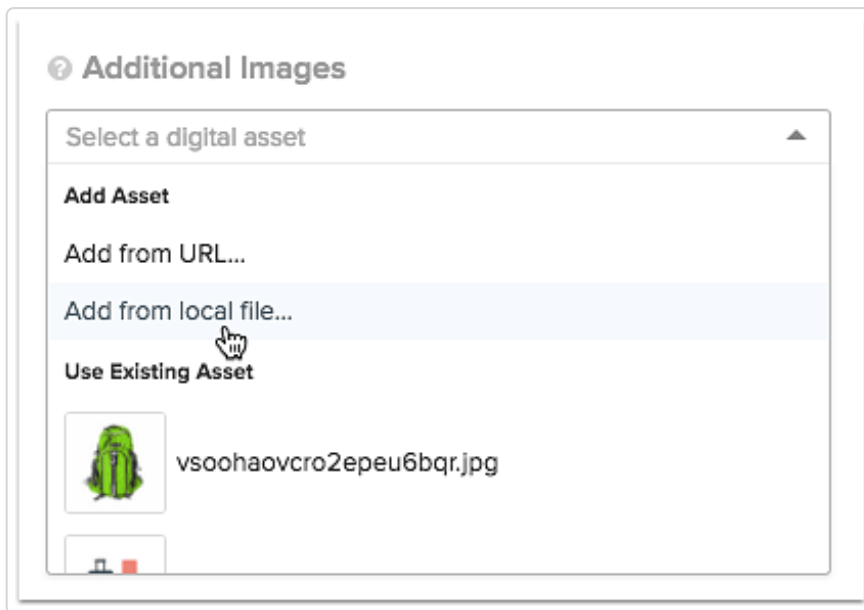 Additional Images
Select a digital asset
Add Asset
Add from URL...
Add from local file...
Use Existing Asset
vsoohaovcro2epeu6bqr.jpg